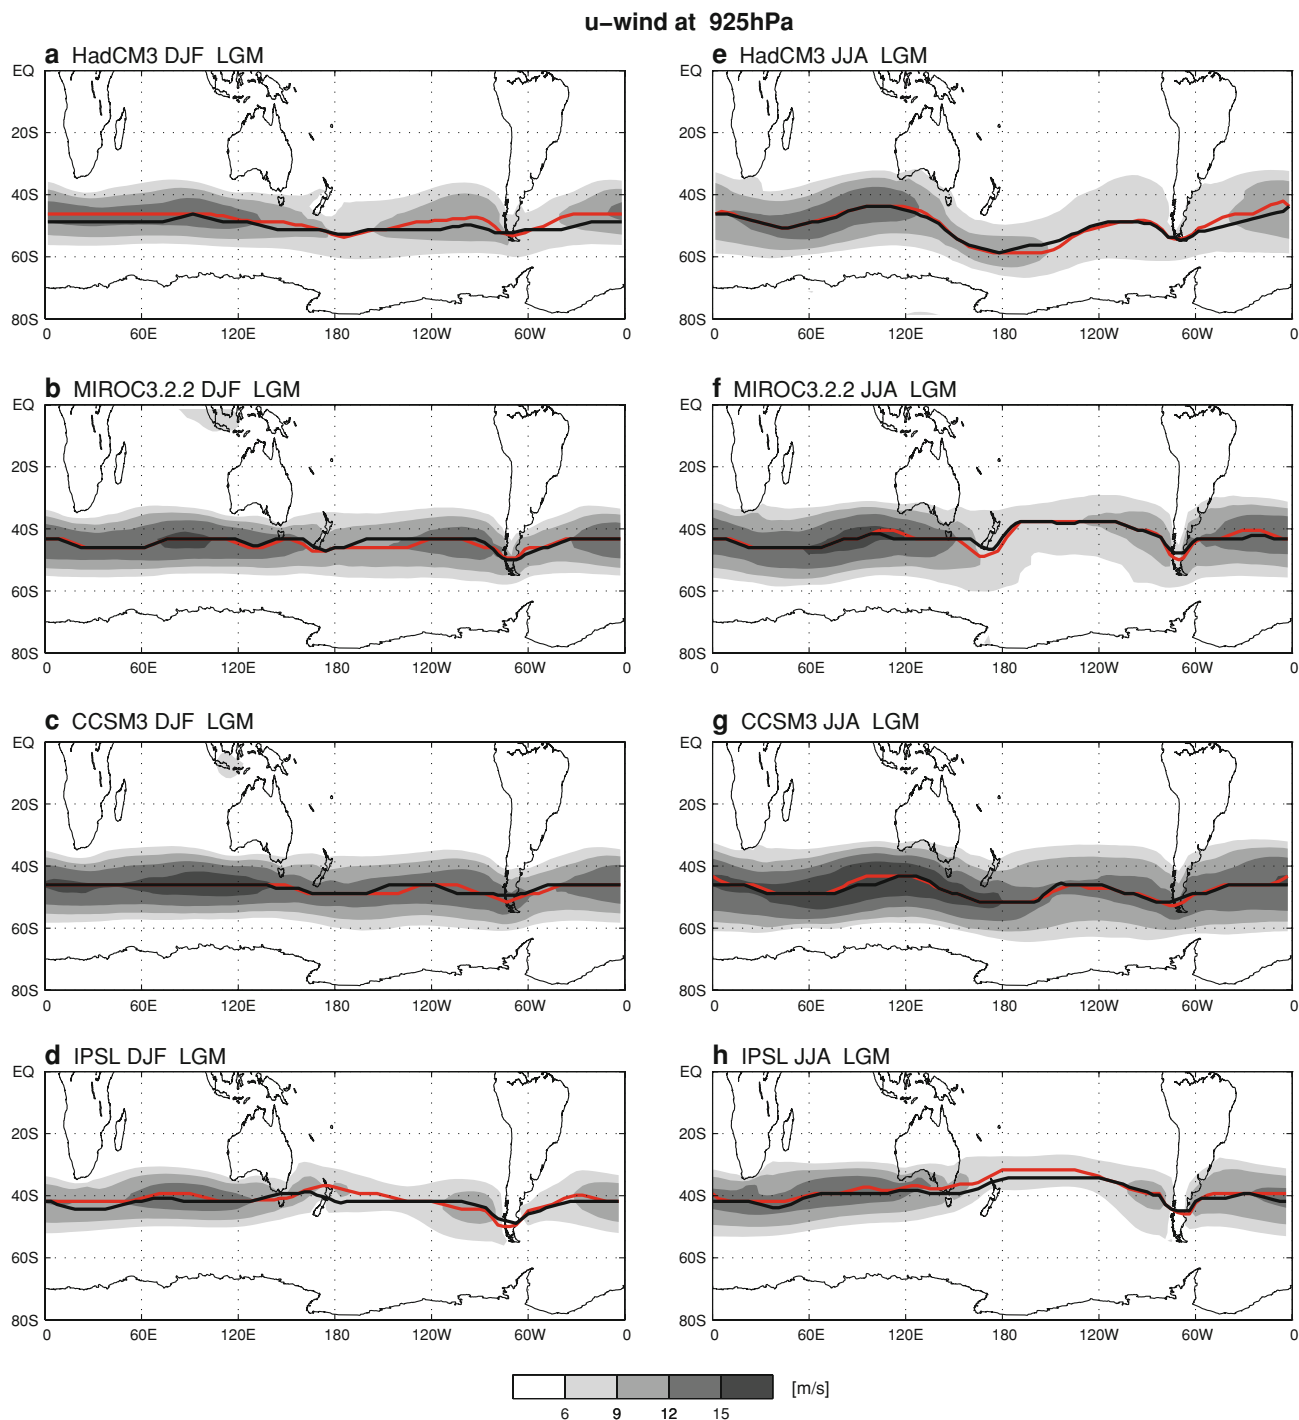 u−wind at 925hPa
a HadCM3 DJF LGM
EQ
20S
40S
60S
80S
0 60E 120E 180 120W 60W 0
e HadCM3 JJA LGM
EQ
20S
40S
60S
80S
0 60E 120E 180 120W 60W 0
b MIROC3.2.2 DJF LGM
EQ
20S
40S
60S
80S
0 60E 120E 180 120W 60W 0
f MIROC3.2.2 JJA LGM
EQ
20S
40S
60S
80S
0 60E 120E 180 120W 60W 0
c CCSM3 DJF LGM
EQ
20S
40S
60S
80S
0 60E 120E 180 120W 60W 0
g CCSM3 JJA LGM
EQ
20S
40S
60S
80S
0 60E 120E 180 120W 60W 0
d IPSL DJF LGM
EQ
20S
40S
60S
80S
0 60E 120E 180 120W 60W 0
h IPSL JJA LGM
EQ
20S
40S
60S
80S
0 60E 120E 180 120W 60W 0
[m/s]
6 9 12 15